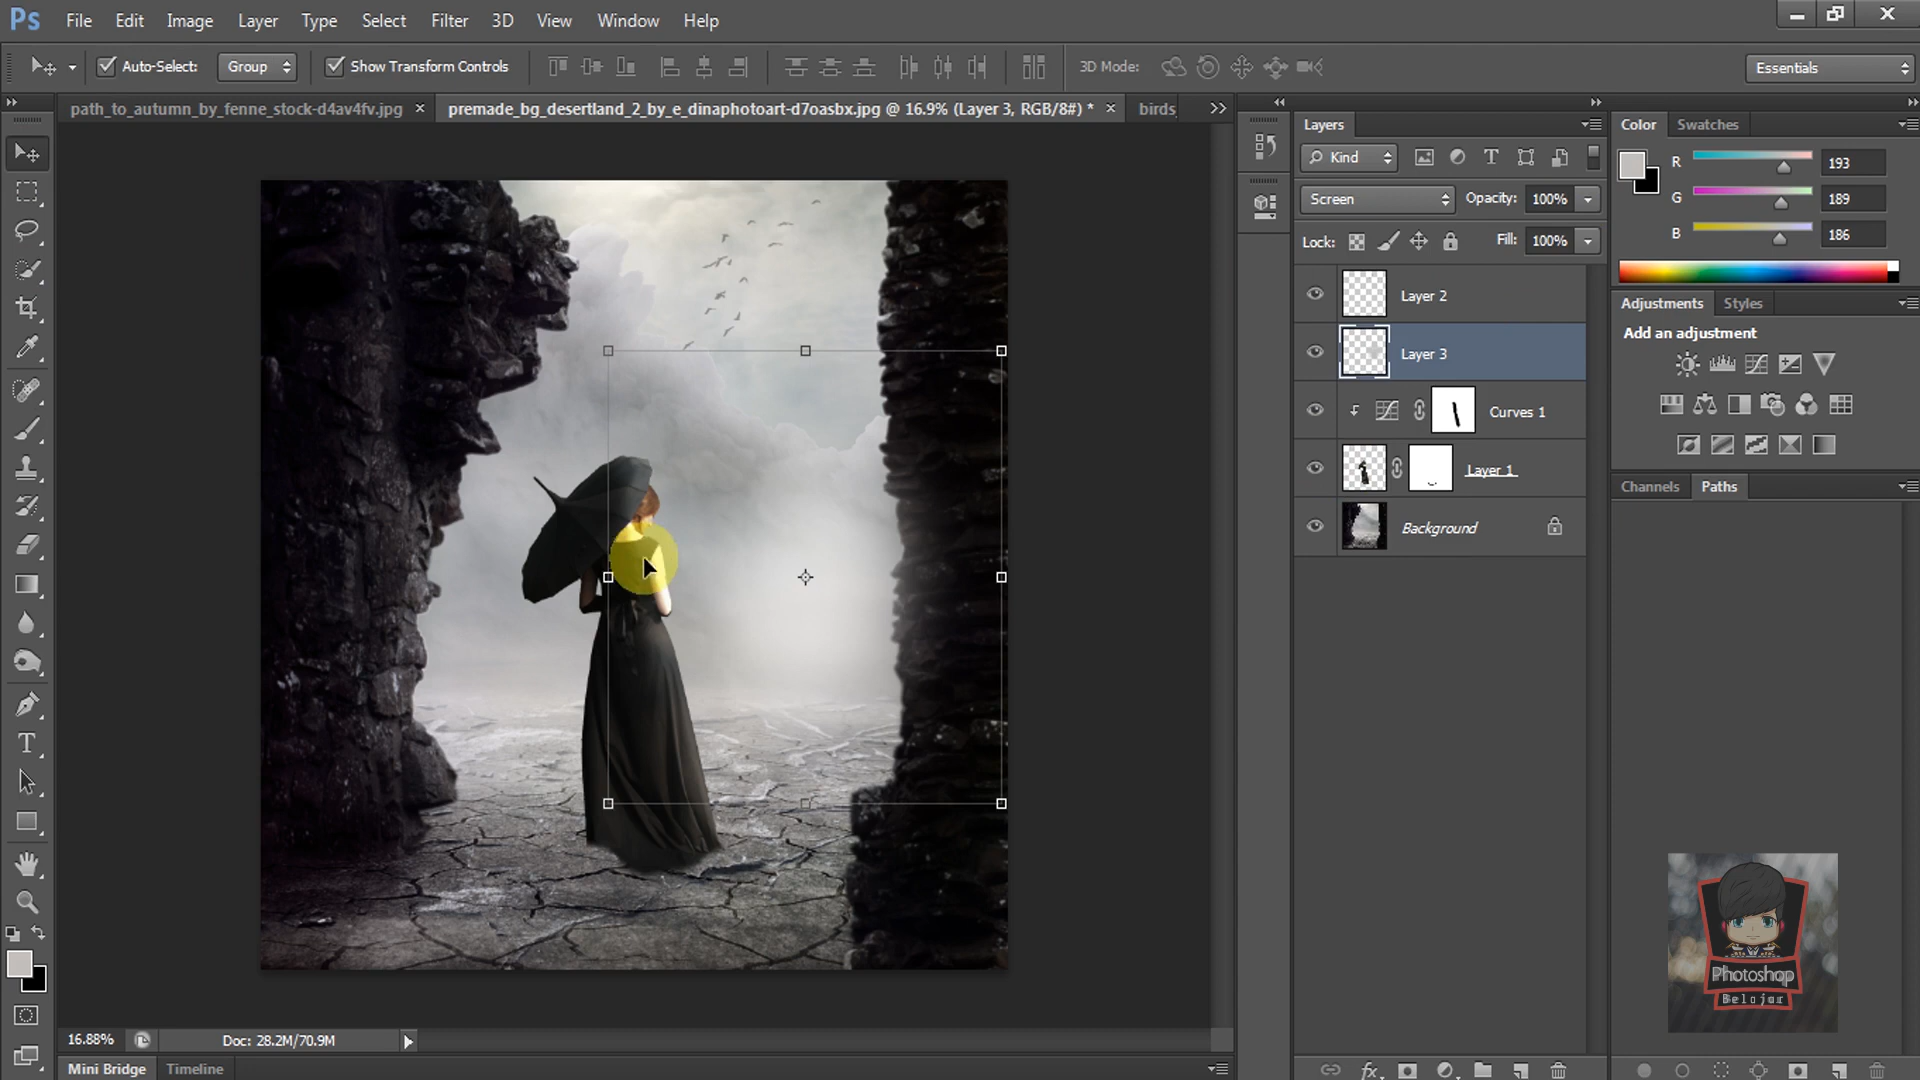 Ps File Edit Image Layer Type Select Filter 3D View Window Help
Auto-Select: Group Show Transform Controls 3D Mode: Essentials
path_to_autumn_by_fenne_stock-d4av4fv.jpg × premade_bg_desertland_2_by_e_dinaphotoart-d7oasbx.jpg @ 16.9% (Layer 3, RGB/8#) * × birds
Layers
Kind
Screen Opacity: 100%
Lock: Fill: 100%
Layer 2
Layer 3
Curves 1
Layer 1
Background
Color Swatches
R 193
G 189
B 186
Adjustments Styles
Add an adjustment
Channels Paths
Photoshop
Belajar
16.88% Doc: 28.2M/70.9M
Mini Bridge Timeline
T
fx